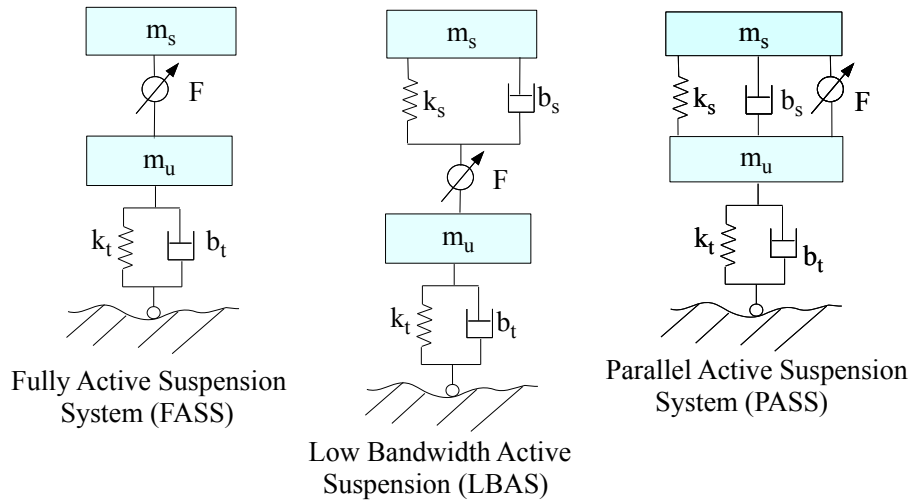 m_s
F
m_u
k_t
b_t
Fully Active Suspension
System (FASS)
m_s
k_s
b_s
F
m_u
k_t
b_t
Low Bandwidth Active
Suspension (LBAS)
m_s
k_s
b_s
F
m_u
k_t
b_t
Parallel Active Suspension
System (PASS)